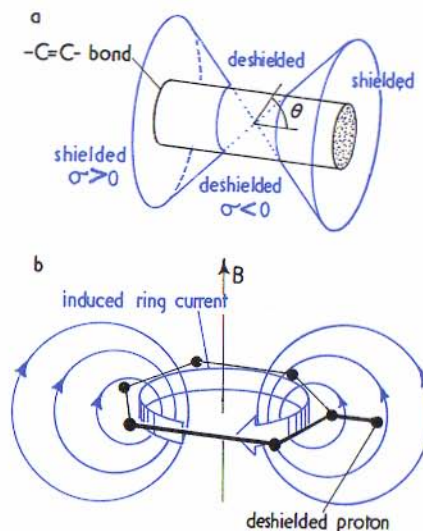 a
-C=C- bond
deshielded
shielded
θ
shielded
σ>0
deshielded
σ<0
b
B
induced ring current
deshielded proton